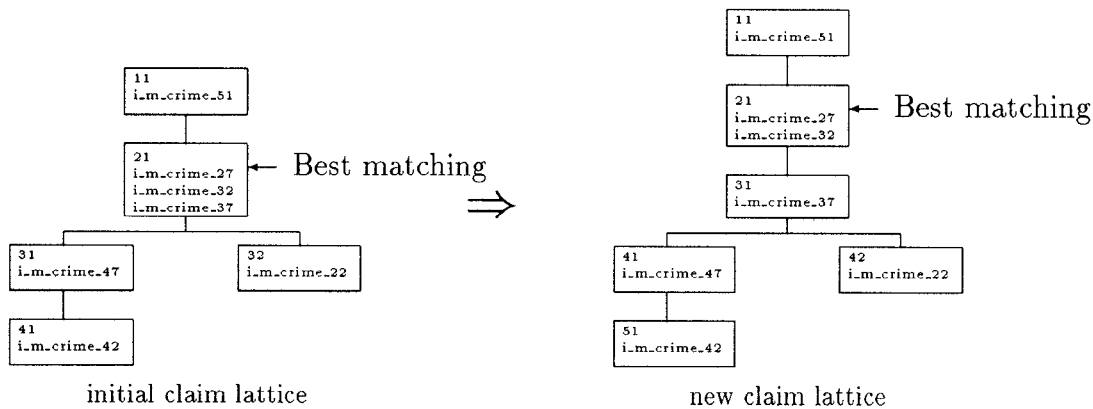 11
i_m_crime_51
21
i_m_crime_27
i_m_crime_32
i_m_crime_37
Best matching
31
i_m_crime_47
32
i_m_crime_22
41
i_m_crime_42
initial claim lattice
⇒
11
i_m_crime_51
21
i_m_crime_27
i_m_crime_32
Best matching
31
i_m_crime_37
41
i_m_crime_47
42
i_m_crime_22
51
i_m_crime_42
new claim lattice